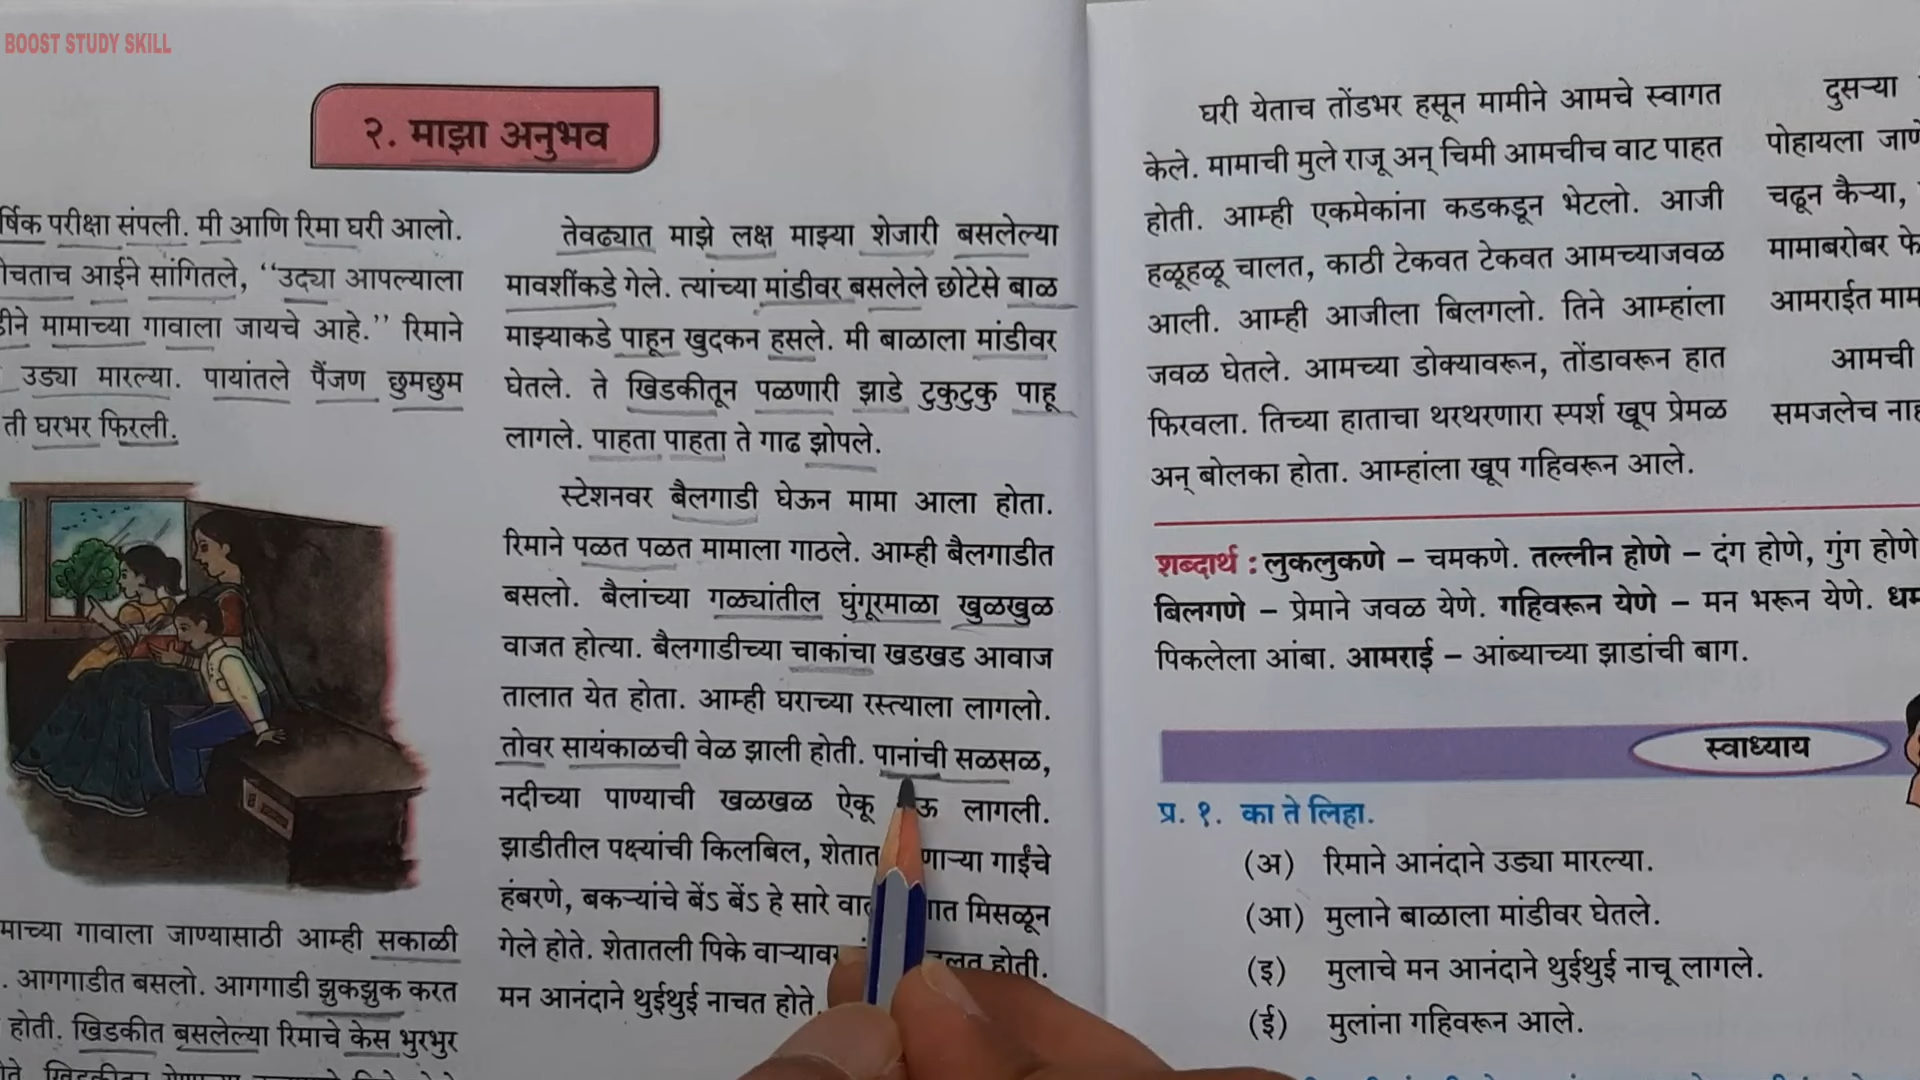 BOOST STUDY SKILL
२. माझा अनुभव
परीक्षा संपली. मी आणि रिमा घरी आलो.
आईने सांगितले, ‘‘उद्या आपल्याला
मामाच्या गावाला जायचे आहे.’’ रिमाने
उड्या मारल्या. पायांतले पैंजण छुमछुम
ती घरभर फिरली.
गावाला जाण्यासाठी आम्ही सकाळी
. आगगाडीत बसलो. आगगाडी झुकझुक करत
होती. खिडकीत बसलेल्या रिमाचे केस भुरभुर
तेवढ्यात माझे लक्ष माझ्या शेजारी बसलेल्या
मावशींकडे गेले. त्यांच्या मांडीवर बसलेले छोटेसे बाळ
माझ्याकडे पाहून खुदकन हसले. मी बाळाला मांडीवर
घेतले. ते खिडकीतून पळणारी झाडे टुकुटुकु पाहू
लागले. पाहता पाहता ते गाढ झोपले.
स्टेशनवर बैलगाडी घेऊन मामा आला होता.
रिमाने पळत पळत मामाला गाठले. आम्ही बैलगाडीत
बसलो. बैलांच्या गळ्यांतील घुंगूरमाळा खुळखुळ
वाजत होत्या. बैलगाडीच्या चाकांचा खडखड आवाज
तालात येत होता. आम्ही घराच्या रस्त्याला लागलो.
तोवर सायंकाळची वेळ झाली होती. पानांची सळसळ,
नदीच्या पाण्याची खळखळ ऐकू लागली.
झाडीतील पक्ष्यांची किलबिल, शेतात गाईंचे
हंबरणे, बकऱ्यांचे बेंऽ बेंऽ हे सारे मिसळून
गेले होते. शेतातली पिके होती.
मन आनंदाने थुईथुई नाचत होते.
घरी येताच तोंडभर हसून मामीने आमचे स्वागत
केले. मामाची मुले राजू अन् चिमी आमचीच वाट पाहत
होती. आम्ही एकमेकांना कडकडून भेटलो. आजी
हळूहळू चालत, काठी टेकवत टेकवत आमच्याजवळ
आली. आम्ही आजीला बिलगलो. तिने आम्हांला
जवळ घेतले. आमच्या डोक्यावरून, तोंडावरून हात
फिरवला. तिच्या हाताचा थरथरणारा स्पर्श खूप प्रेमळ
अन् बोलका होता. आम्हांला खूप गहिवरून आले.
दुसऱ्या
पोहायला
चढून कैऱ्या,
मामाबरोबर
आमराईत
आमची
समजलेच
शब्दार्थ : लुकलुकणे – चमकणे. तल्लीन होणे – दंग होणे, गुंग होणे
बिलगणे – प्रेमाने जवळ येणे. गहिवरून येणे – मन भरून येणे.
पिकलेला आंबा. आमराई – आंब्याच्या झाडांची बाग.
स्वाध्याय
प्र. १. का ते लिहा.
(अ) रिमाने आनंदाने उड्या मारल्या.
(आ) मुलाने बाळाला मांडीवर घेतले.
(इ) मुलाचे मन आनंदाने थुईथुई नाचू लागले.
(ई) मुलांना गहिवरून आले.